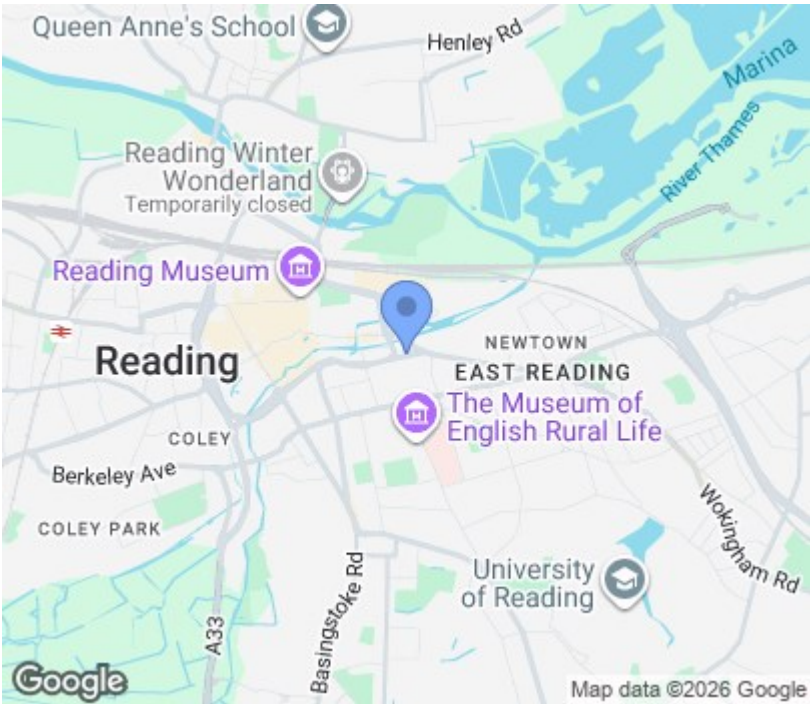 Queen Anne's School
Henley Rd
Marina
Reading Winter
Wonderland
Temporarily closed
River Thames
Reading Museum
Reading
NEWTOWN
EAST READING
The Museum of
English Rural Life
COLEY
Berkeley Ave
COLEY PARK
Wokingham Rd
University
of Reading
Basingstoke Rd
A33
Google
Map data ©2026 Google